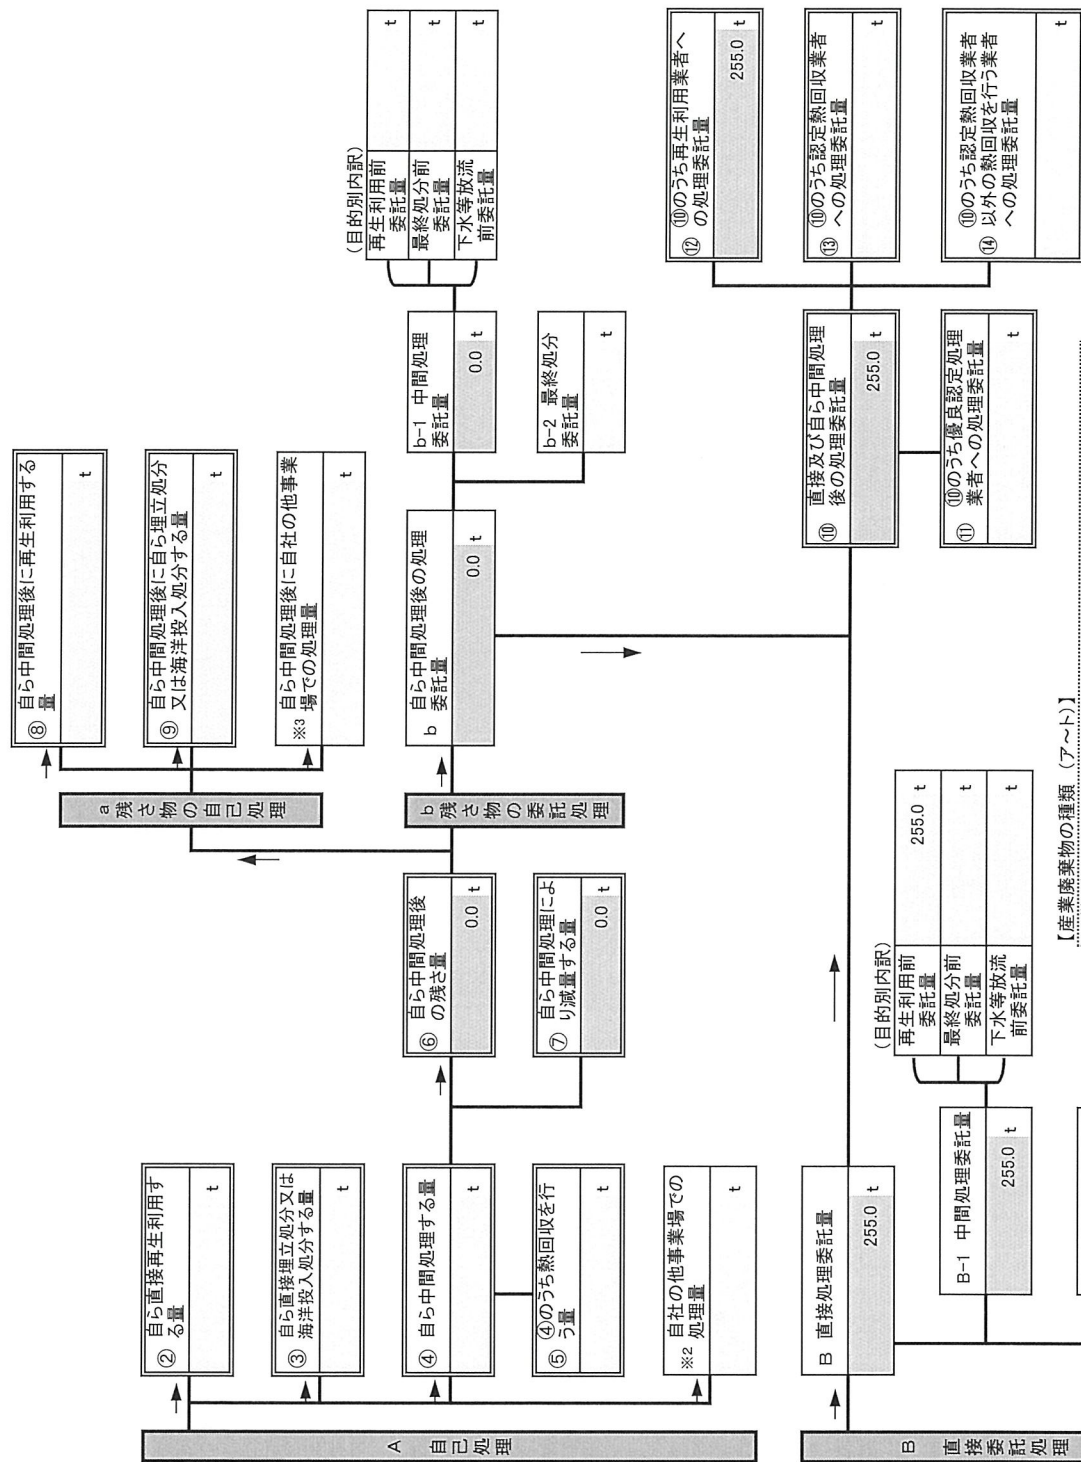 A 自己処理
② 自ら直接再生利用す
る量
t
③ 自ら直接埋立処分又は
海洋投入処分する量
t
④ 自ら中間処理する量
t
⑤ ④のうち熱回収を行
う量
t
※2 自社の他事業場での
処理量
t
⑥ 自ら中間処理後
の残さ量
0.0 t
⑦ 自ら中間処理によ
り減量する量
0.0 t
a 残さ物の自己処理
⑧ 自ら中間処理後に再生利用する
量
t
⑨ 自ら中間処理後に自ら埋立処分
又は海洋投入処分する量
t
※3 自ら中間処理後に自社の他事業
場での処理量
t
b 残さ物の委託処理
b 自ら中間処理後の処理
委託量
0.0 t
b-1 中間処理
委託量
0.0 t
b-2 最終処分
委託量
t
(目的別内訳)
再生利用前
委託量
t
最終処分前
委託量
t
下水等放流
前委託量
t
B 直接委託処理
B 直接処理委託量
255.0 t
B-1 中間処理委託量
255.0 t
(目的別内訳)
再生利用前
委託量
255.0 t
最終処分前
委託量
t
下水等放流
前委託量
t
⑩ 直接及び自ら中間処理
後の処理委託量
255.0 t
⑪ ⑩のうち優良認定処理
業者への処理委託量
t
⑫ ⑩のうち再生利用業者へ
の処理委託量
255.0 t
⑬ ⑩のうち認定熱回収業者
への処理委託量
t
⑭ ⑩のうち認定熱回収業者
以外の熱回収を行う業者
への処理委託量
t
【産業廃棄物の種類 (ア~ト)】